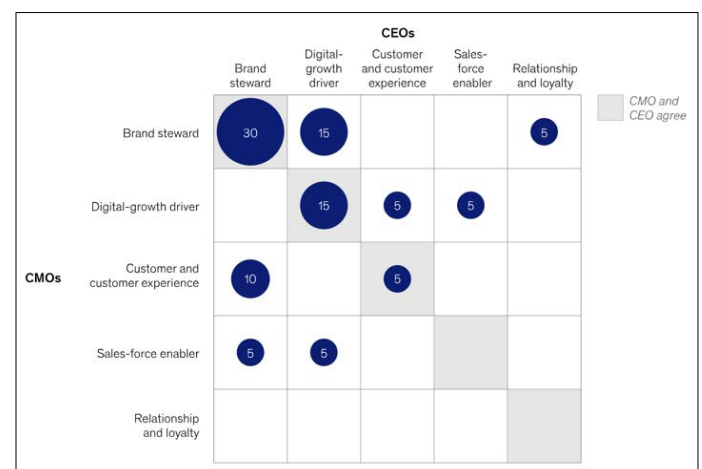 CEOs
Brand
steward
Digital-
growth
driver
Customer
and customer
experience
Sales-
force
enabler
Relationship
and loyalty
CMO and
CEO agree
Brand steward
30
15
5
Digital-growth driver
15
5
5
CMOs
Customer and
customer experience
10
5
Sales-force enabler
5
5
Relationship
and loyalty